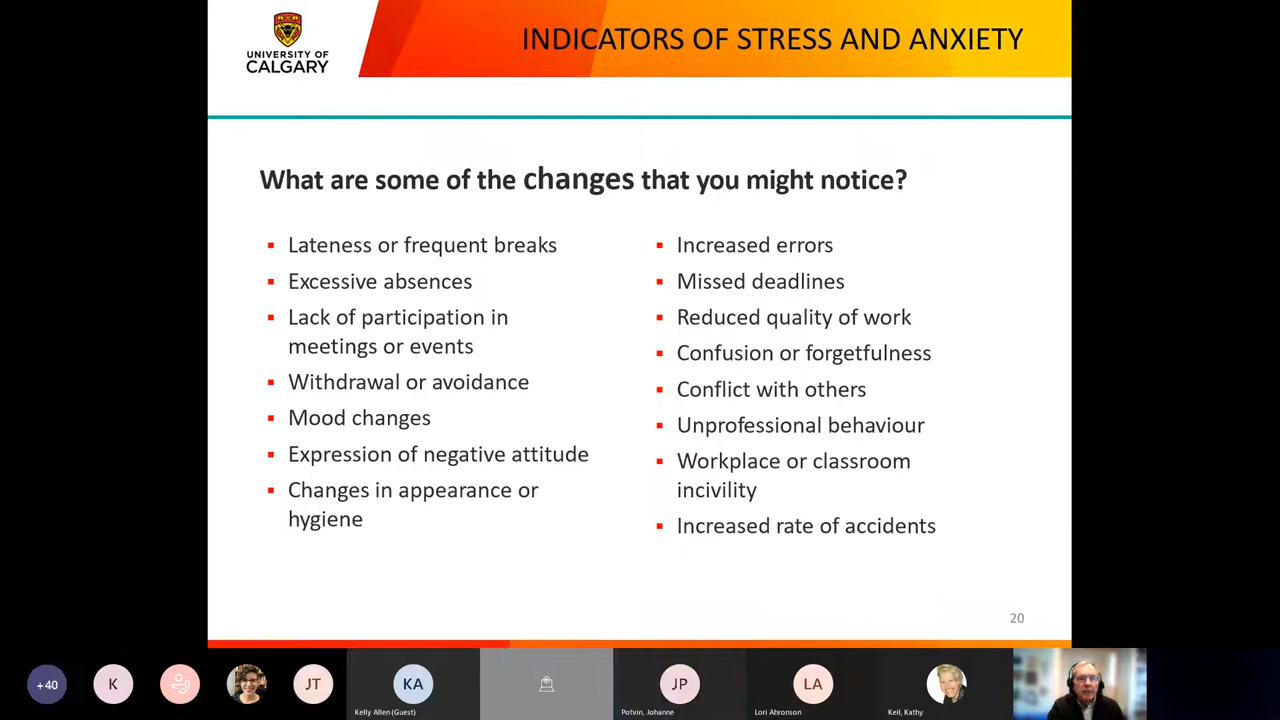 UNIVERSITY OF
CALGARY
INDICATORS OF STRESS AND ANXIETY
What are some of the changes that you might notice?
Lateness or frequent breaks
Excessive absences
Lack of participation in
meetings or events
Withdrawal or avoidance
Mood changes
Expression of negative attitude
Changes in appearance or
hygiene
Increased errors
Missed deadlines
Reduced quality of work
Confusion or forgetfulness
Conflict with others
Unprofessional behaviour
Workplace or classroom
incivility
Increased rate of accidents
20
+40
K
JT
KA
Kelly Allen (Guest)
JP
Potvin, Johanne
LA
Lori Ahronson
Keil, Kathy